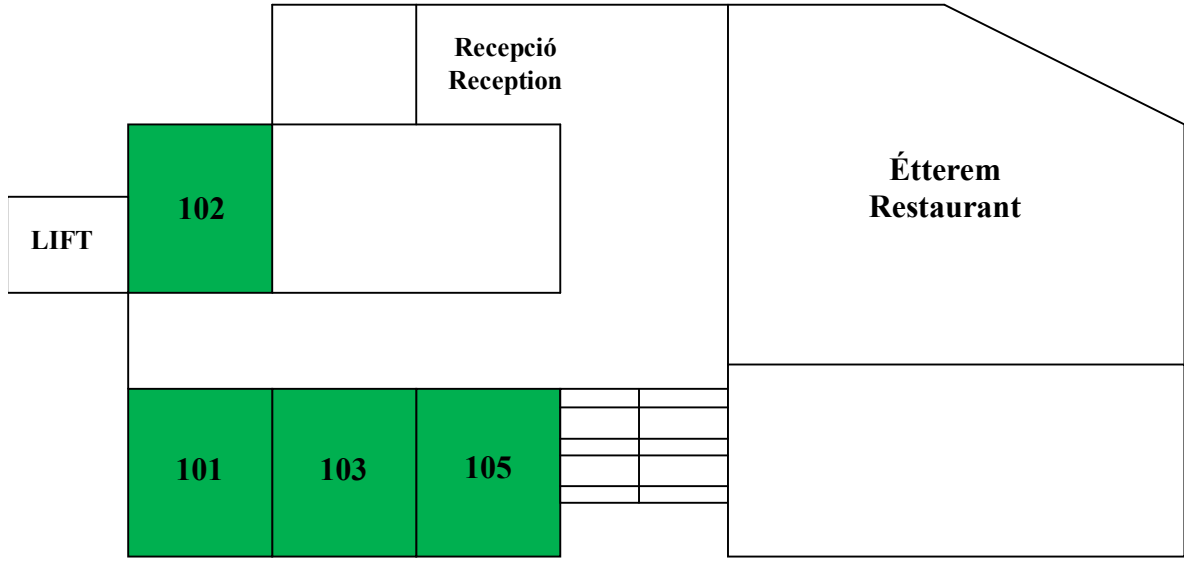 Recepció
Reception
Étterem
Restaurant
102
LIFT
101
103
105